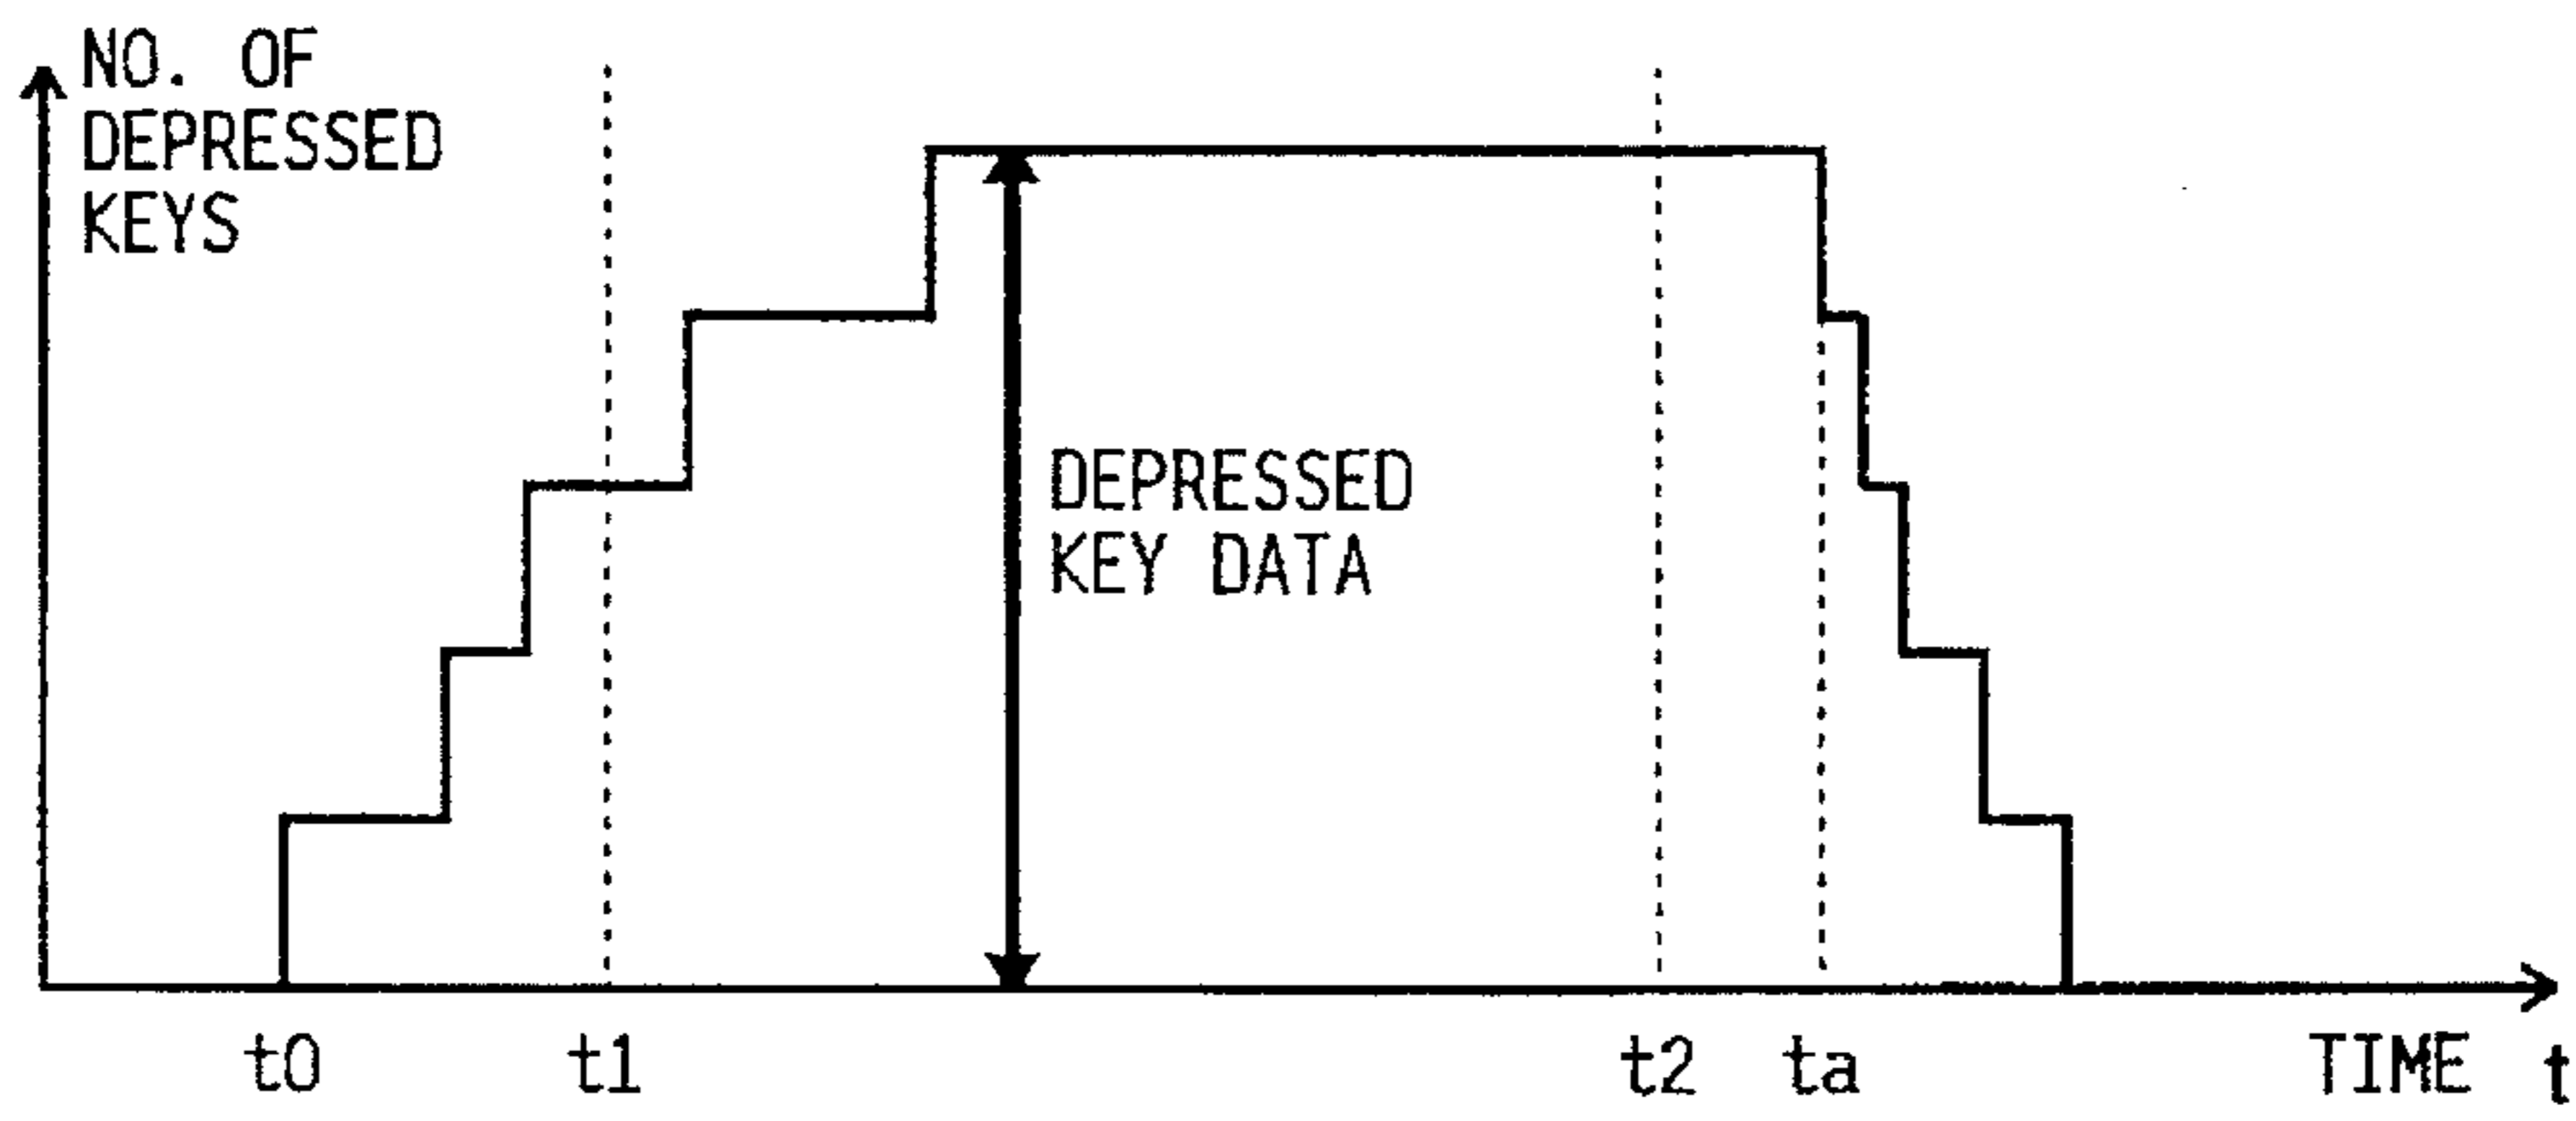 NO. OF
DEPRESSED
KEYS
DEPRESSED
KEY DATA
t0 t1 t2 ta TIME t